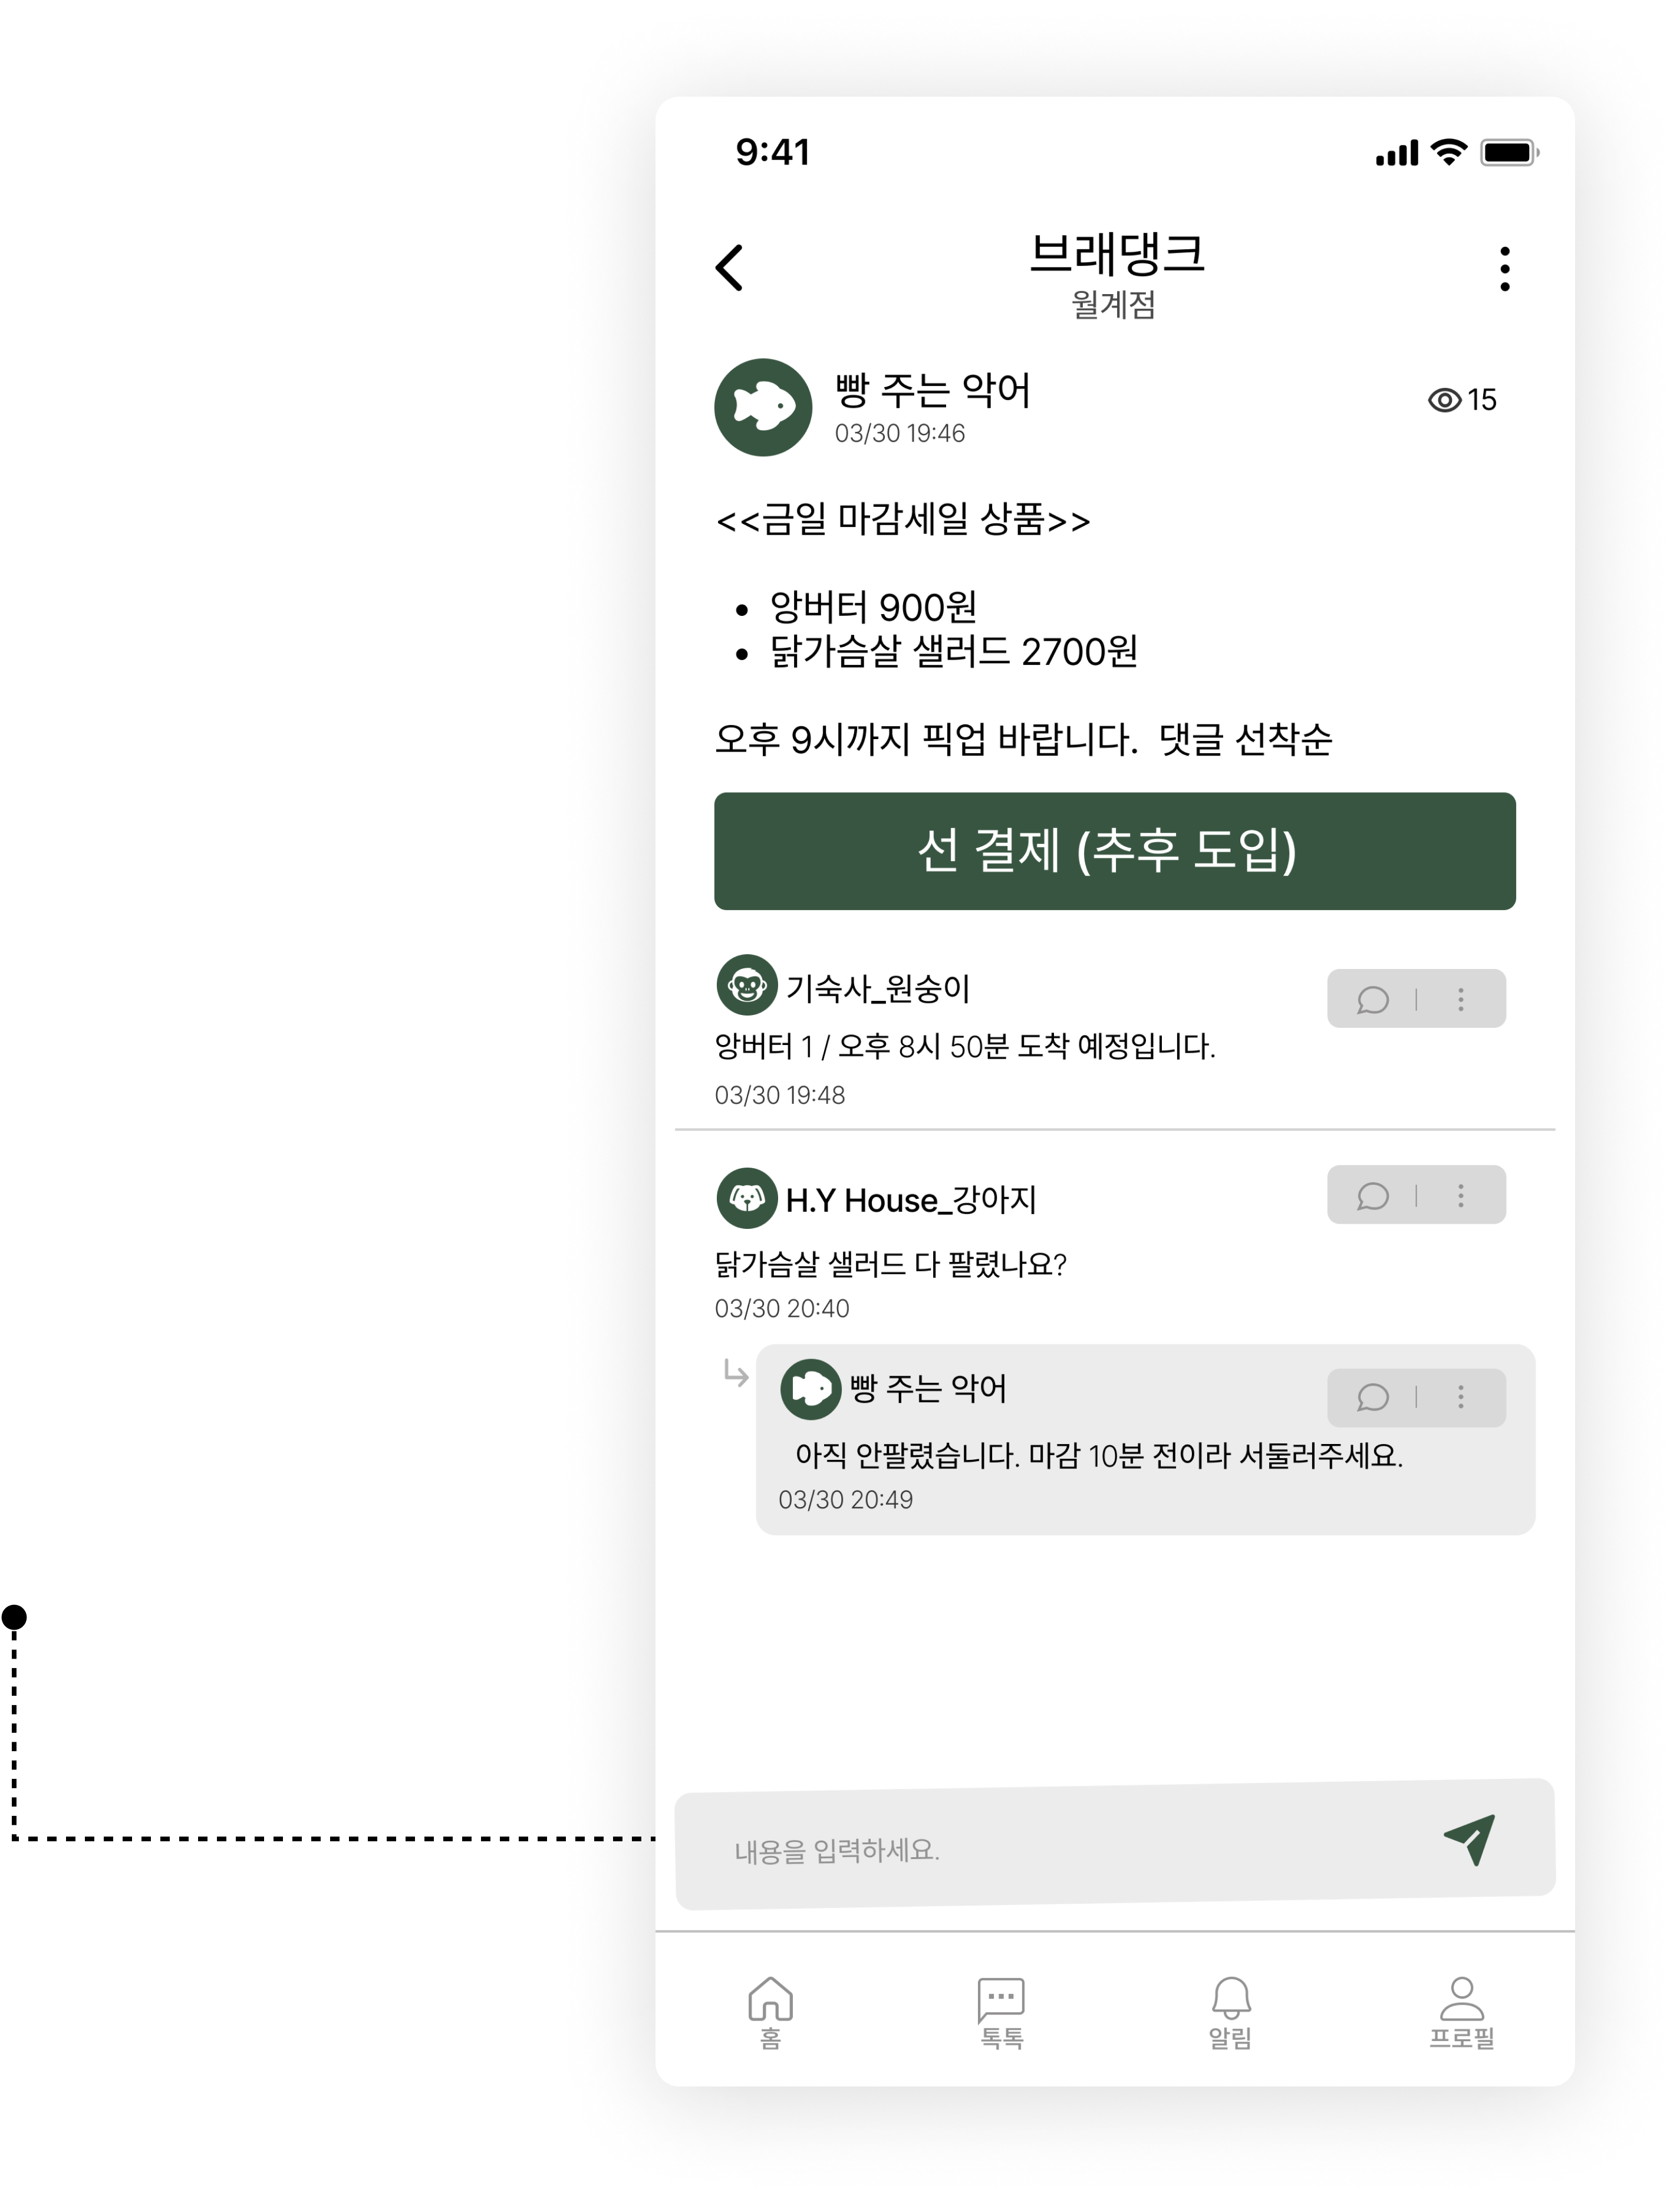 9:41
브래댕크
월계점
빵 주는 악어
03/30 19:46
15
<<금일 마감세일 상품>>
• 앙버터 900원
• 닭가슴살 샐러드 2700원
오후 9시까지 픽업 바랍니다. 댓글 선착순
선 결제 (추후 도입)
기숙사_원숭이
앙버터 1 / 오후 8시 50분 도착 예정입니다.
03/30 19:48
H.Y House_강아지
닭가슴살 샐러드 다 팔렸나요?
03/30 20:40
빵 주는 악어
아직 안팔렸습니다. 마감 10분 전이라 서둘러주세요.
03/30 20:49
내용을 입력하세요.
홈 톡톡 알림 프로필